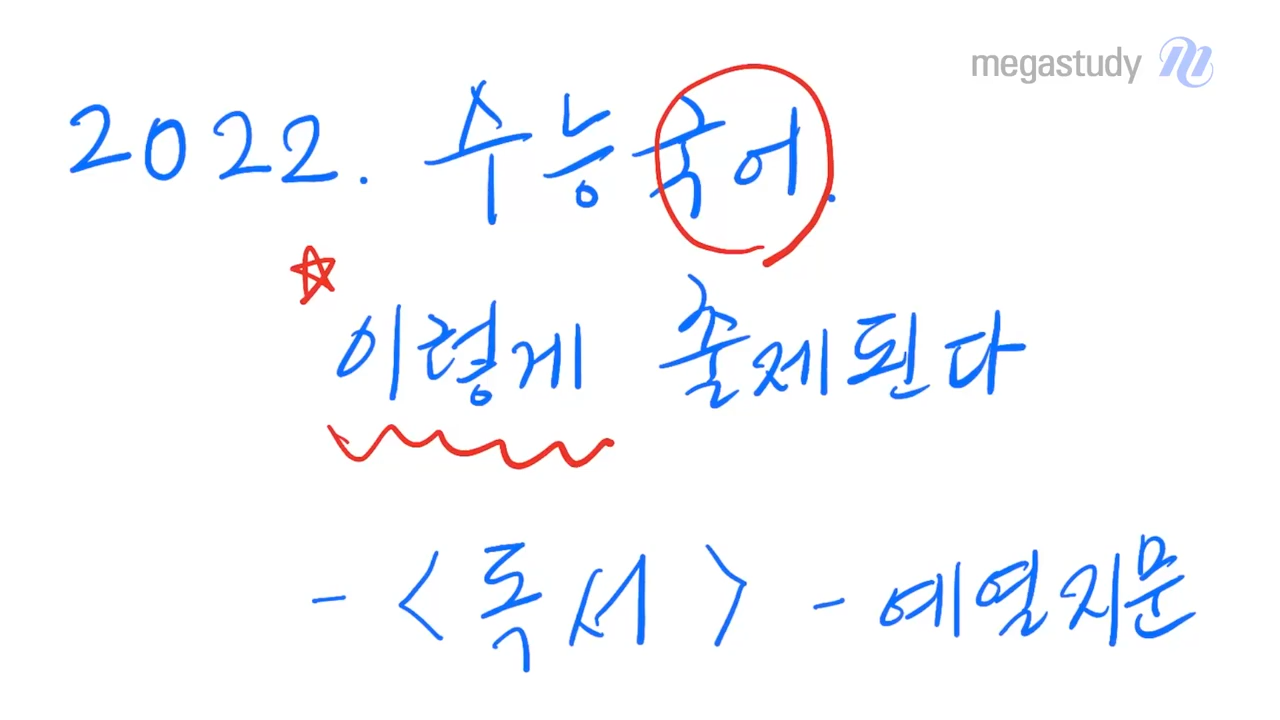 megastudy
2022. 수능국어.
이렇게 출제된다
- <독서> - 예열지문